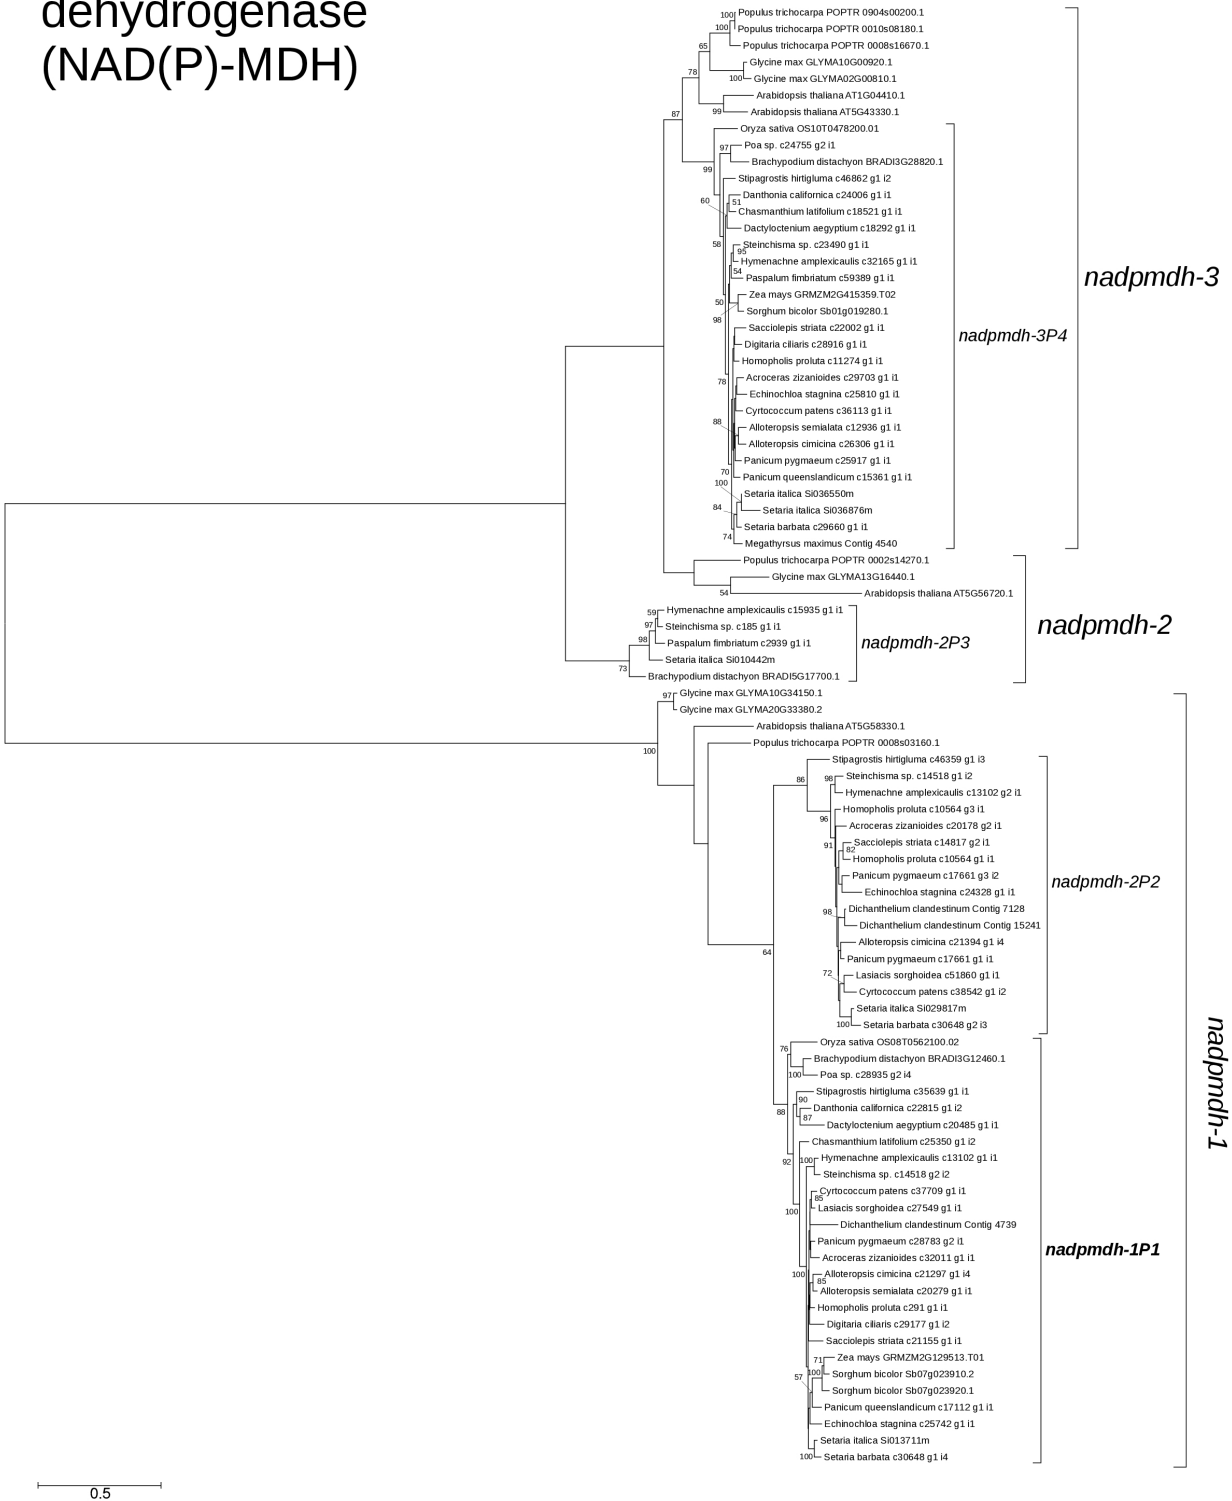 dehydrogenase
(NAD(P)-MDH)
100
Populus trichocarpa POPTR 0904s00200.1
100
Populus trichocarpa POPTR 0010s08180.1
65
Populus trichocarpa POPTR 0008s16670.1
Glycine max GLYMA10G00920.1
78
100
Glycine max GLYMA02G00810.1
Arabidopsis thaliana AT1G04410.1
87
99
Arabidopsis thaliana AT5G43330.1
Oryza sativa OS10T0478200.01
97
Poa sp. c24755 g2 i1
99
Brachypodium distachyon BRADI3G28820.1
Stipagrostis hirtigluma c46862 g1 i2
60
Danthonia californica c24006 g1 i1
51
Chasmanthium latifolium c18521 g1 i1
Dactyloctenium aegyptium c18292 g1 i1
58
Steinchisma sp. c23490 g1 i1
95
Hymenachne amplexicaulis c32165 g1 i1
54
Paspalum fimbriatum c59389 g1 i1
nadpmdh-3
50
Zea mays GRMZM2G415359.T02
98
Sorghum bicolor Sb01g019280.1
Sacciolepis striata c22002 g1 i1
nadpmdh-3P4
Digitaria ciliaris c28916 g1 i1
Homopholis proluta c11274 g1 i1
78
Acroceras zizanioides c29703 g1 i1
Echinochloa stagnina c25810 g1 i1
Cyrtococcum patens c36113 g1 i1
88
Alloteropsis semialata c12936 g1 i1
Alloteropsis cimicina c26306 g1 i1
Panicum pygmaeum c25917 g1 i1
70
Panicum queenslandicum c15361 g1 i1
100
Setaria italica Si036550m
84
Setaria italica Si036876m
Setaria barbata c29660 g1 i1
74
Megathyrsus maximus Contig 4540
Populus trichocarpa POPTR 0002s14270.1
Glycine max GLYMA13G16440.1
54
Arabidopsis thaliana AT5G56720.1
59
Hymenachne amplexicaulis c15935 g1 i1
97
Steinchisma sp. c185 g1 i1
nadpmdh-2
98
Paspalum fimbriatum c2939 g1 i1
nadpmdh-2P3
Setaria italica Si010442m
73
Brachypodium distachyon BRADI5G17700.1
97
Glycine max GLYMA10G34150.1
Glycine max GLYMA20G33380.2
Arabidopsis thaliana AT5G58330.1
100
Populus trichocarpa POPTR 0008s03160.1
Stipagrostis hirtigluma c46359 g1 i3
86
98
Steinchisma sp. c14518 g1 i2
Hymenachne amplexicaulis c13102 g2 i1
96
Homopholis proluta c10564 g3 i1
Acroceras zizanioides c20178 g2 i1
91
Sacciolepis striata c14817 g2 i1
82
Homopholis proluta c10564 g1 i1
Panicum pygmaeum c17661 g3 i2
nadpmdh-2P2
Echinochloa stagnina c24328 g1 i1
98
Dichanthelium clandestinum Contig 7128
Dichanthelium clandestinum Contig 15241
64
Alloteropsis cimicina c21394 g1 i4
Panicum pygmaeum c17661 g1 i1
72
Lasiacis sorghoidea c51860 g1 i1
Cyrtococcum patens c38542 g1 i2
Setaria italica Si029817m
100
Setaria barbata c30648 g2 i3
nadpmdh-1
76
Oryza sativa OS08T0562100.02
Brachypodium distachyon BRADI3G12460.1
100
Poa sp. c28935 g2 i4
Stipagrostis hirtigluma c35639 g1 i1
90
88
Danthonia californica c22815 g1 i2
87
Dactyloctenium aegyptium c20485 g1 i1
Chasmanthium latifolium c25350 g1 i2
92
100
Hymenachne amplexicaulis c13102 g1 i1
Steinchisma sp. c14518 g2 i2
Cyrtococcum patens c37709 g1 i1
85
100
Lasiacis sorghoidea c27549 g1 i1
Dichanthelium clandestinum Contig 4739
Panicum pygmaeum c28783 g2 i1
nadpmdh-1P1
Acroceras zizanioides c32011 g1 i1
100
Alloteropsis cimicina c21297 g1 i4
85
Alloteropsis semialata c20279 g1 i1
Homopholis proluta c291 g1 i1
Digitaria ciliaris c29177 g1 i2
Sacciolepis striata c21155 g1 i1
71
Zea mays GRMZM2G129513.T01
57
100
Sorghum bicolor Sb07g023910.2
Sorghum bicolor Sb07g023920.1
Panicum queenslandicum c17112 g1 i1
Echinochloa stagnina c25742 g1 i1
Setaria italica Si013711m
100
Setaria barbata c30648 g1 i4
0.5